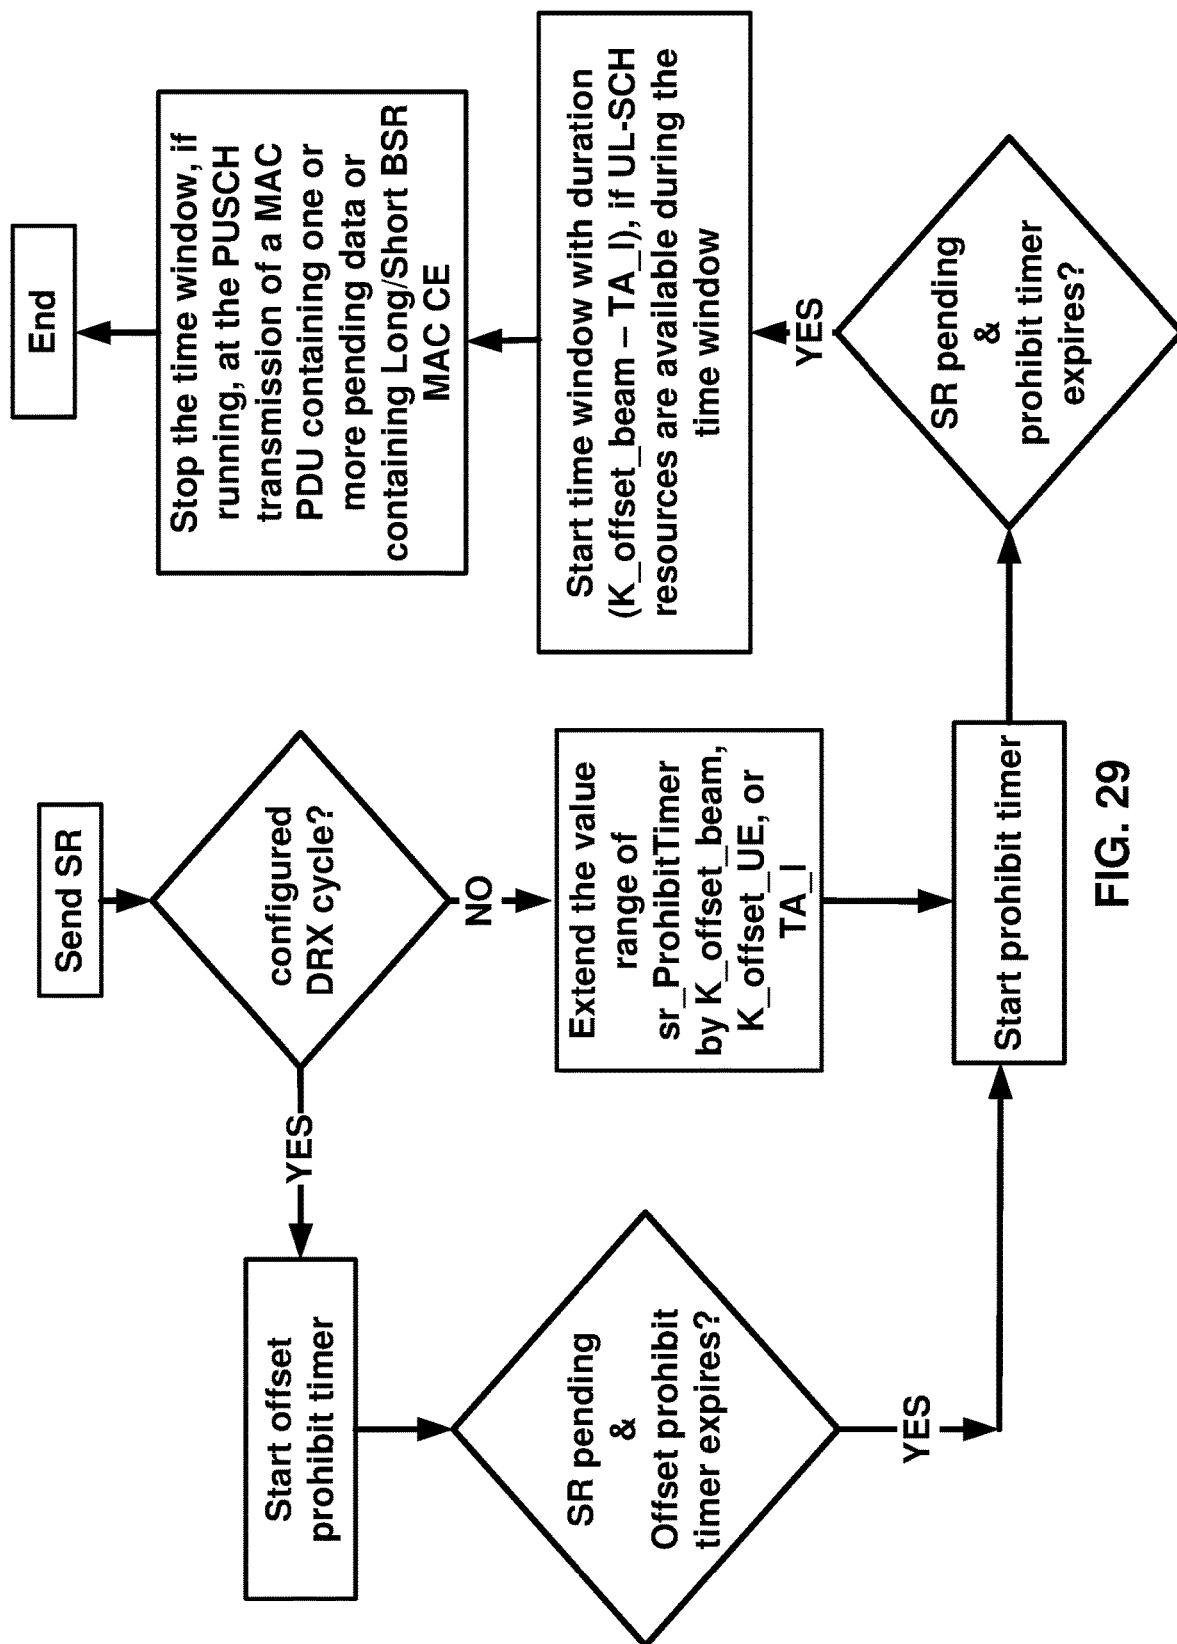 Send SR
configured
DRX cycle?
YES
NO
Start offset
prohibit timer
Extend the value
range of
sr_ProhibitTimer
by K_offset_beam,
K_offset_UE, or
TA_I
SR pending
&
Offset prohibit
timer expires?
YES
Start prohibit timer
SR pending
&
prohibit timer
expires?
YES
Start time window with duration
(K_offset_beam – TA_I), if UL-SCH
resources are available during the
time window
Stop the time window, if
running, at the PUSCH
transmission of a MAC
PDU containing one or
more pending data or
containing Long/Short BSR
MAC CE
End
FIG. 29